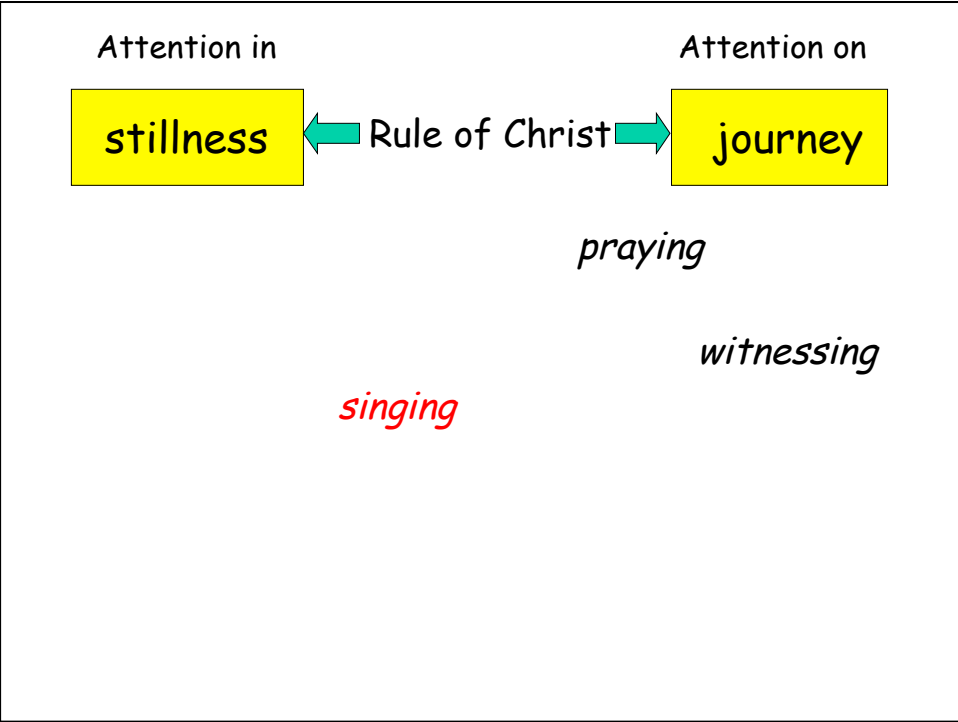 Attention in Attention on
stillness Rule of Christ journey
praying
witnessing
singing